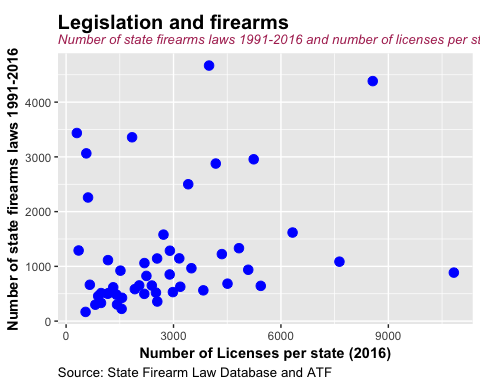 Legislation and firearms
Number of state firearms laws 1991-2016 and number of licenses per st
Number of state firearms laws 1991-2016
4000
3000
2000
1000
0
0 3000 6000 9000
Number of Licenses per state (2016)
Source: State Firearm Law Database and ATF